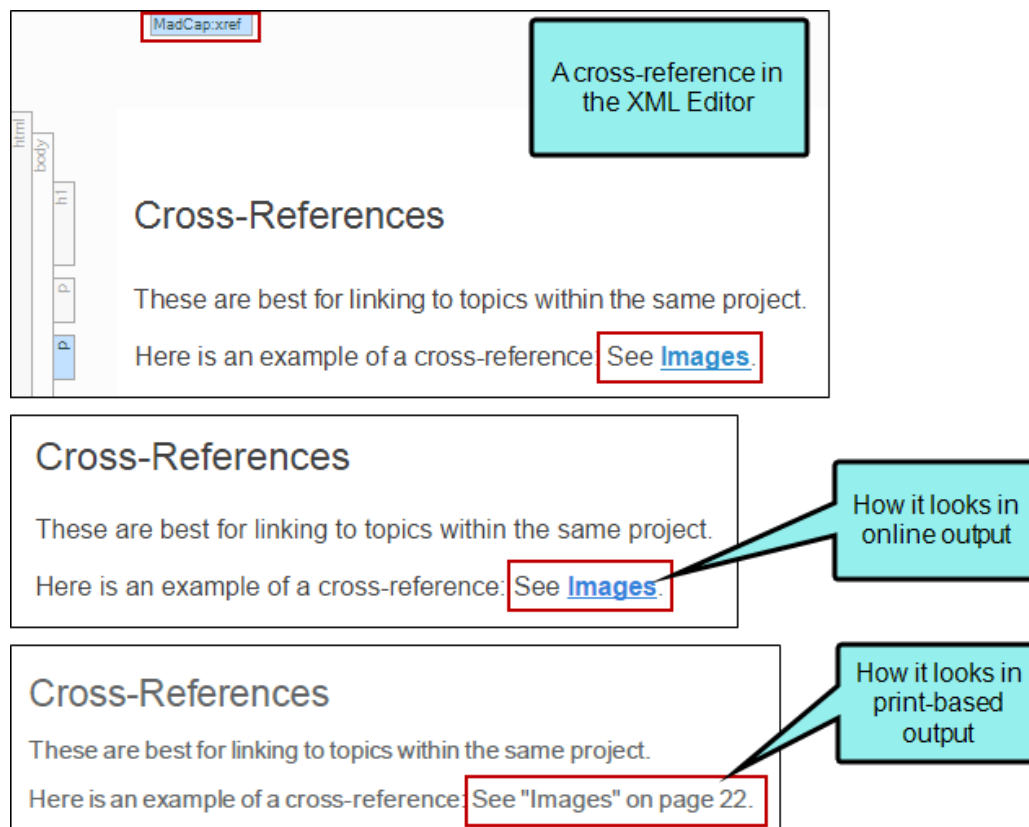 MadCap:xref
A cross-reference in
the XML Editor
html
body
h1
p
p
Cross-References
These are best for linking to topics within the same project.
Here is an example of a cross-reference: See Images.
Cross-References
These are best for linking to topics within the same project.
Here is an example of a cross-reference: See Images.
How it looks in
online output
Cross-References
These are best for linking to topics within the same project.
Here is an example of a cross-reference: See "Images" on page 22.
How it looks in
print-based
output